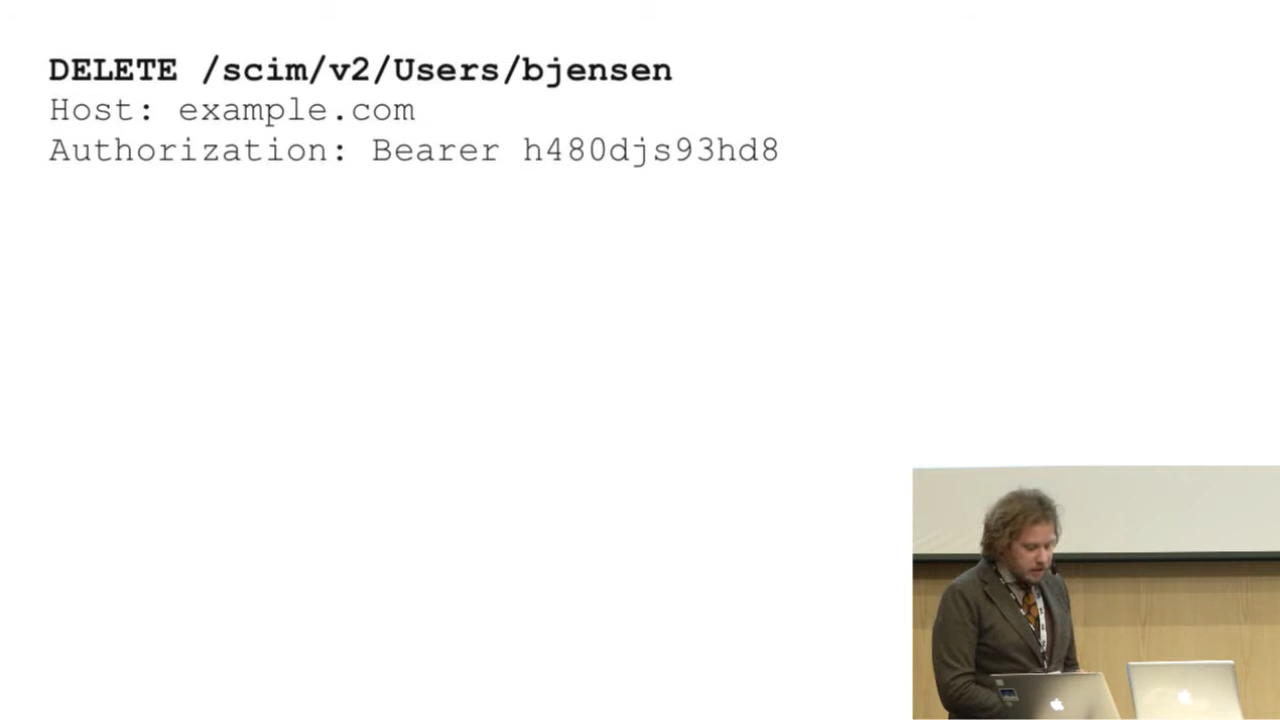 DELETE /scim/v2/Users/bjensen
Host: example.com
Authorization: Bearer h480djs93hd8